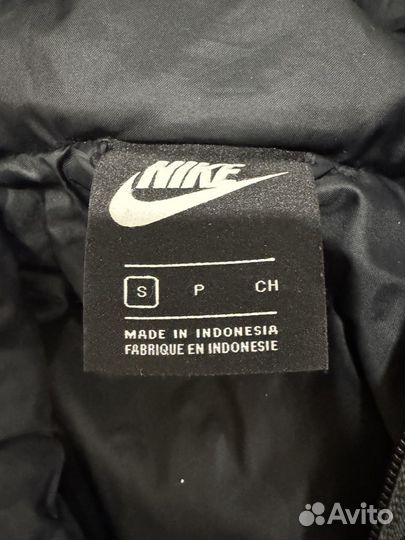 NIKE
S P CH
MADE IN INDONESIA
FABRIQUE EN INDONESIE
Avito